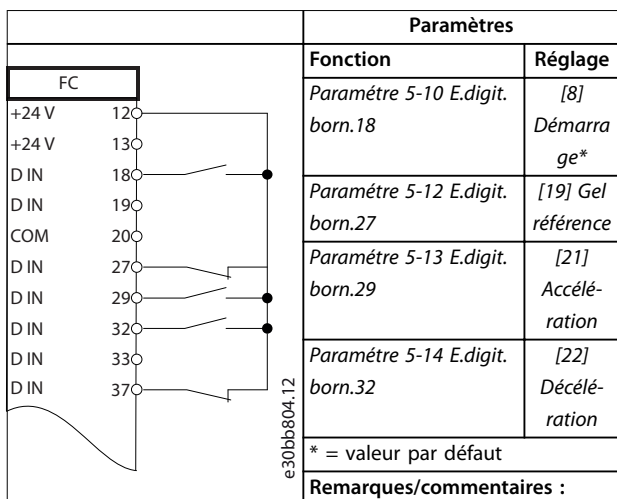 FC
+24 V 12
+24 V 13
D IN 18
D IN 19
COM 20
D IN 27
D IN 29
D IN 32
D IN 33
D IN 37
e30bb804.12
Paramètres
Fonction Réglage
Paramétre 5-10 E.digit. [8]
born.18 Démarra
ge*
Paramétre 5-12 E.digit. [19] Gel
born.27 référence
Paramétre 5-13 E.digit. [21]
born.29 Accélé-
ration
Paramétre 5-14 E.digit. [22]
born.32 Décélé-
ration
* = valeur par défaut
Remarques/commentaires :